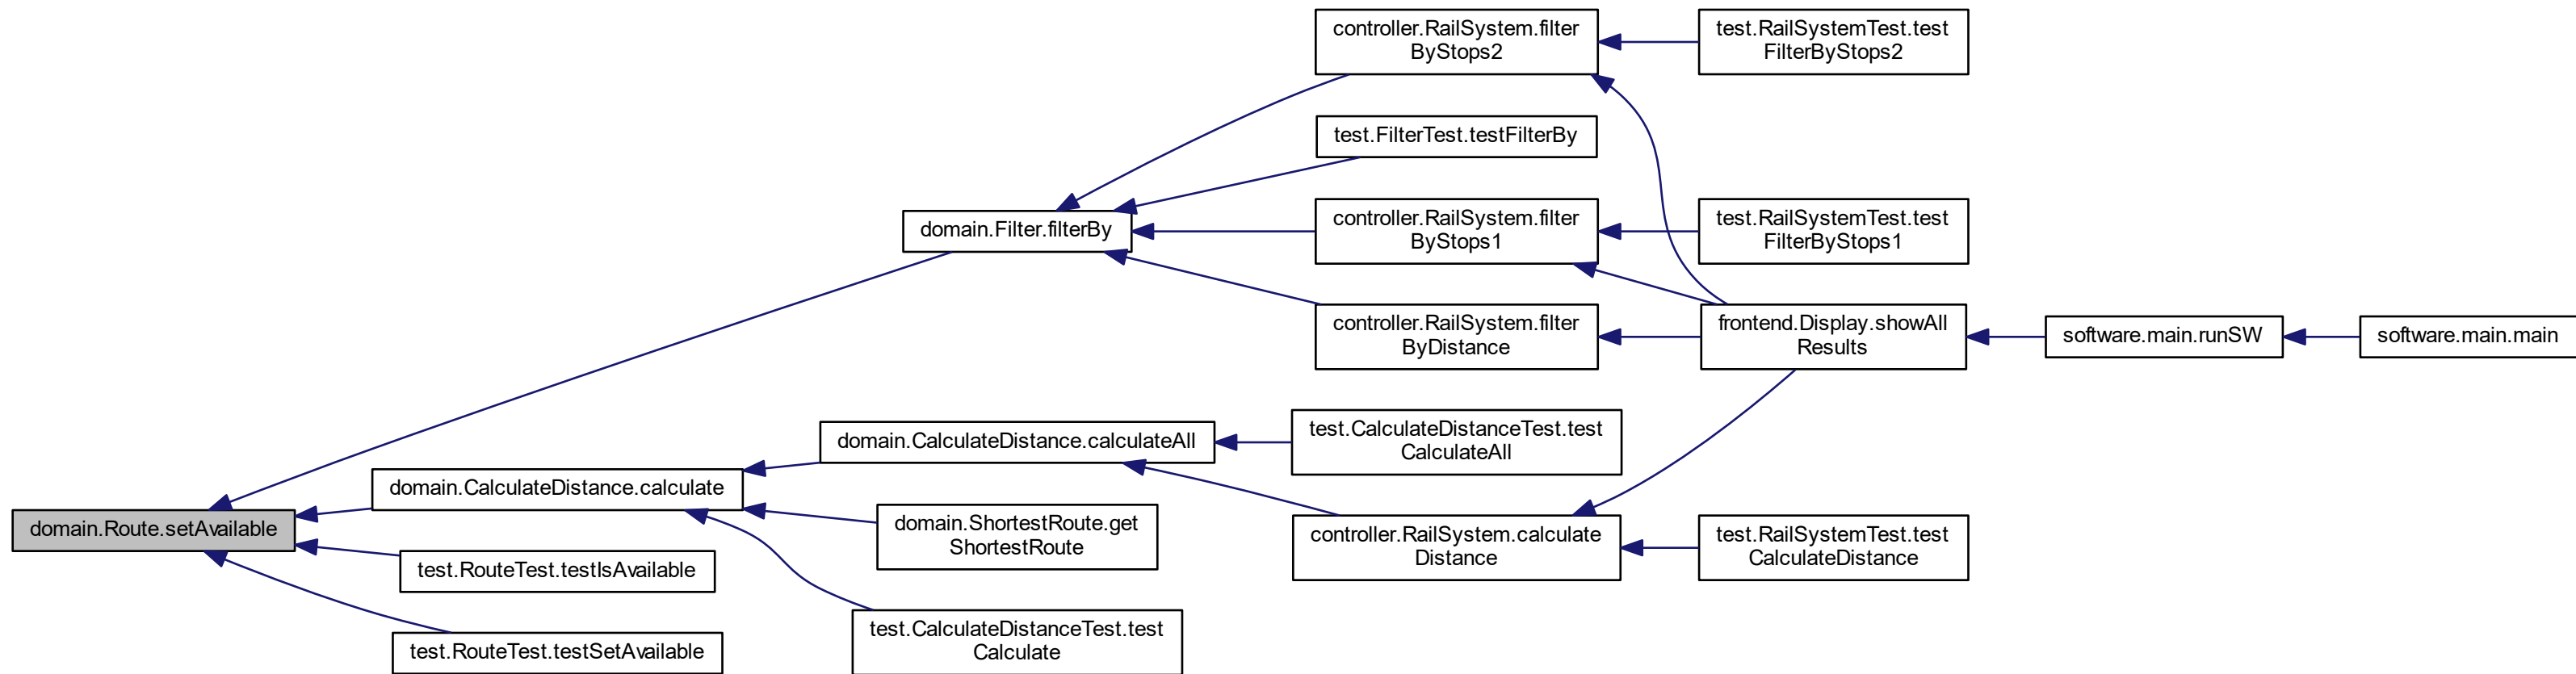 controller.RailSystem.filter
ByStops2
test.RailSystemTest.test
FilterByStops2
test.FilterTest.testFilterBy
domain.Filter.filterBy
controller.RailSystem.filter
ByStops1
test.RailSystemTest.test
FilterByStops1
controller.RailSystem.filter
ByDistance
frontend.Display.showAll
Results
software.main.runSW
software.main.main
domain.CalculateDistance.calculateAll
test.CalculateDistanceTest.test
CalculateAll
domain.CalculateDistance.calculate
domain.Route.setAvailable
domain.ShortestRoute.get
ShortestRoute
controller.RailSystem.calculate
Distance
test.RailSystemTest.test
CalculateDistance
test.RouteTest.testIsAvailable
test.CalculateDistanceTest.test
Calculate
test.RouteTest.testSetAvailable